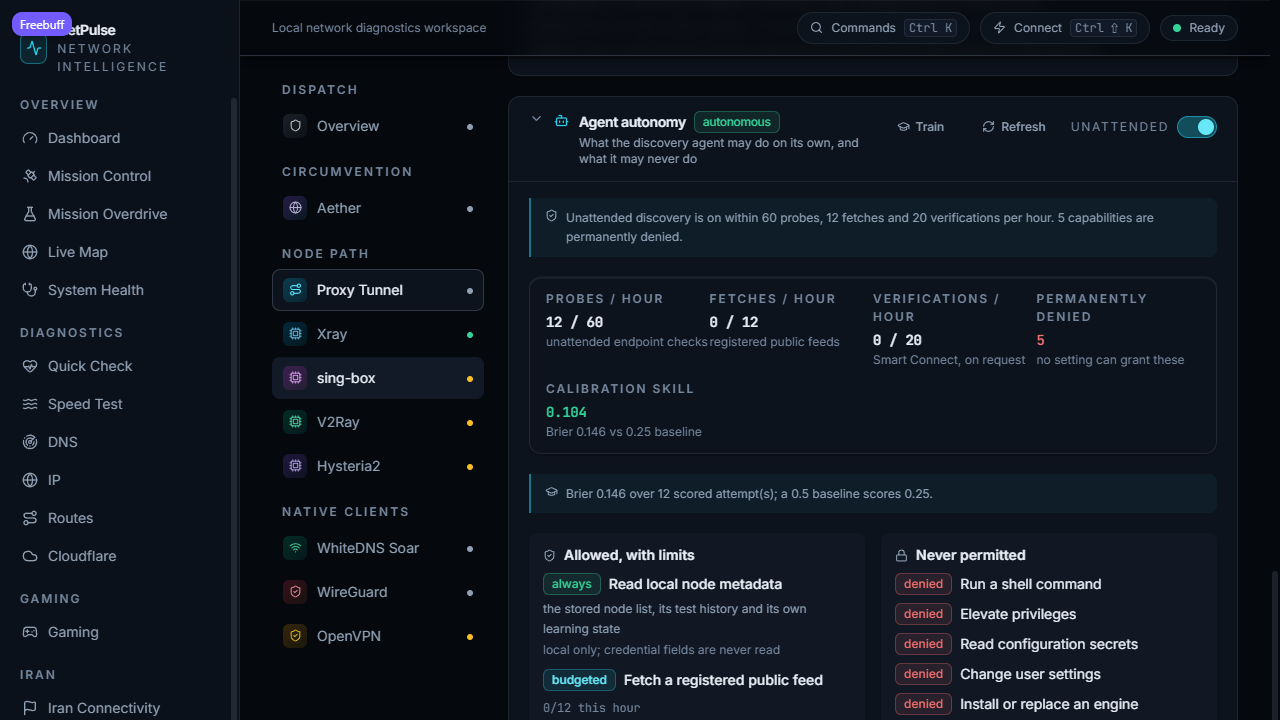 Freebuff
etPulse
NETWORK
INTELLIGENCE
OVERVIEW
Dashboard
Mission Control
Mission Overdrive
Live Map
System Health
DIAGNOSTICS
Quick Check
Speed Test
DNS
IP
Routes
Cloudflare
GAMING
Gaming
IRAN
Iran Connectivity
Local network diagnostics workspace
Commands Ctrl K
Connect Ctrl ⇧ K
Ready
DISPATCH
Overview
CIRCUMVENTION
Aether
NODE PATH
Proxy Tunnel
Xray
sing-box
V2Ray
Hysteria2
NATIVE CLIENTS
WhiteDNS Soar
WireGuard
OpenVPN
Agent autonomy autonomous
What the discovery agent may do on its own, and
what it may never do
Train
Refresh
UNATTENDED
Unattended discovery is on within 60 probes, 12 fetches and 20 verifications per hour. 5 capabilities are
permanently denied.
PROBES / HOUR
12 / 60
unattended endpoint checks
FETCHES / HOUR
0 / 12
registered public feeds
VERIFICATIONS /
HOUR
0 / 20
Smart Connect, on request
PERMANENTLY
DENIED
5
no setting can grant these
CALIBRATION SKILL
0.104
Brier 0.146 vs 0.25 baseline
Brier 0.146 over 12 scored attempt(s); a 0.5 baseline scores 0.25.
Allowed, with limits
always Read local node metadata
the stored node list, its test history and its own
learning state
local only; credential fields are never read
budgeted Fetch a registered public feed
0/12 this hour
Never permitted
denied Run a shell command
denied Elevate privileges
denied Read configuration secrets
denied Change user settings
denied Install or replace an engine